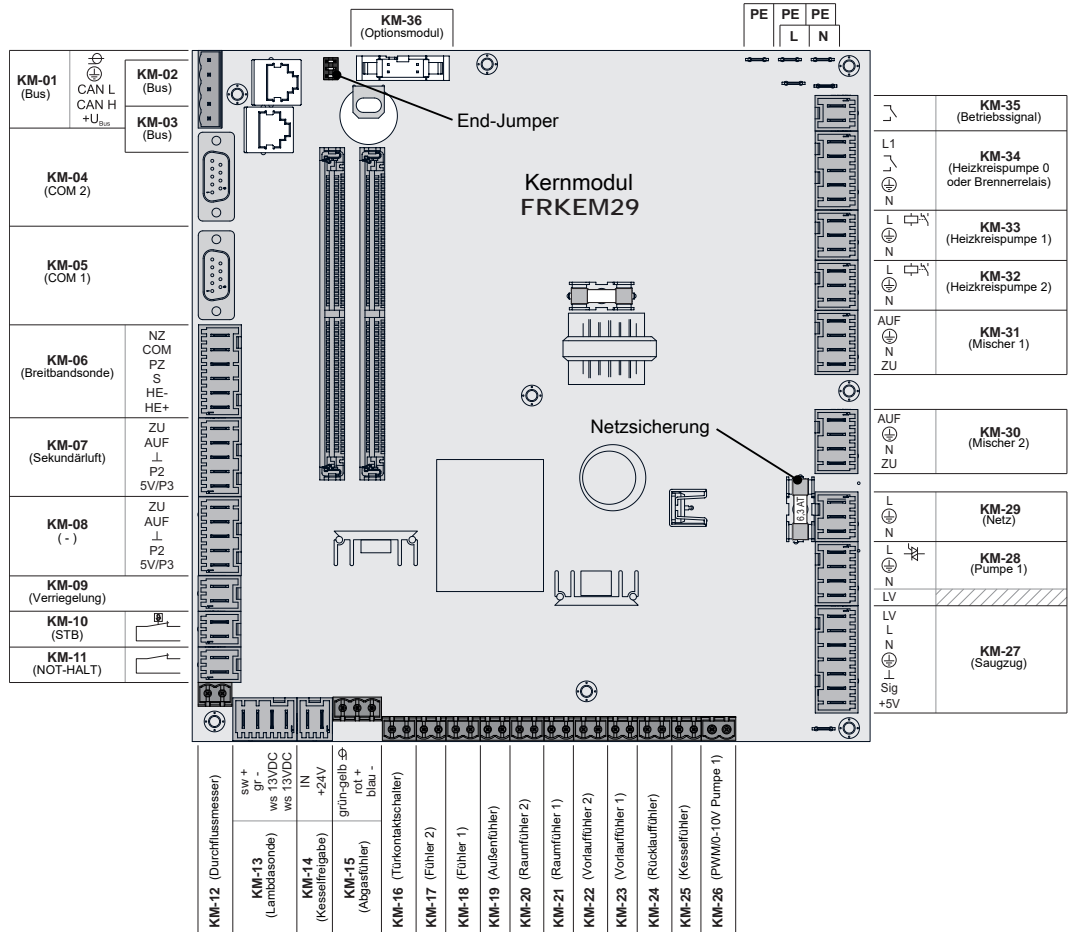 KM-36
(Optionsmodul)
PE
PE
PE
L
N
KM-01
(Bus)
CAN L
CAN H
+U Bus
KM-02
(Bus)
KM-03
(Bus)
KM-04
(COM 2)
KM-05
(COM 1)
KM-06
(Breitbandsonde)
NZ
COM
PZ
S
HE-
HE+
KM-07
(Sekundärluft)
ZU
AUF
⊥
P2
5V/P3
KM-08
( - )
ZU
AUF
⊥
P2
5V/P3
KM-09
(Verriegelung)
KM-10
(STB)
KM-11
(NOT-HALT)
End-Jumper
Kernmodul
FRKEM29
Netzsicherung
6,3 AT
KM-35
(Betriebssignal)
L1
N
KM-34
(Heizkreispumpe 0
oder Brennerrelais)
L
N
KM-33
(Heizkreispumpe 1)
L
N
KM-32
(Heizkreispumpe 2)
AUF
N
ZU
KM-31
(Mischer 1)
AUF
N
ZU
KM-30
(Mischer 2)
L
N
KM-29
(Netz)
L
N
LV
KM-28
(Pumpe 1)
LV
L
N
⊥
Sig
+5V
KM-27
(Saugzug)
KM-12 (Durchflussmesser)
sw +
gr -
ws 13VDC
ws 13VDC
KM-13
(Lambdasonde)
IN
+24V
KM-14
(Kesselfreigabe)
grün-gelb
rot +
blau -
KM-15
(Abgasfühler)
KM-16 (Türkontaktschalter)
KM-17 (Fühler 2)
KM-18 (Fühler 1)
KM-19 (Außenfühler)
KM-20 (Raumfühler 2)
KM-21 (Raumfühler 1)
KM-22 (Vorlauffühler 2)
KM-23 (Vorlauffühler 1)
KM-24 (Rücklauffühler)
KM-25 (Kesselfühler)
KM-26 (PWM/0-10V Pumpe 1)